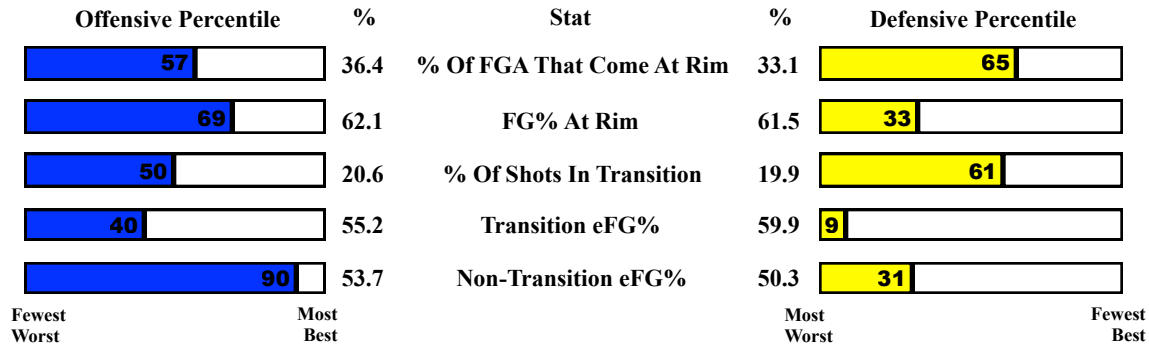 Offensive Percentile % Stat % Defensive Percentile
57 36.4 % Of FGA That Come At Rim 33.1 65
69 62.1 FG% At Rim 61.5 33
50 20.6 % Of Shots In Transition 19.9 61
40 55.2 Transition eFG% 59.9 9
90 53.7 Non-Transition eFG% 50.3 31
Fewest Most Most Fewest
Worst Best Worst Best